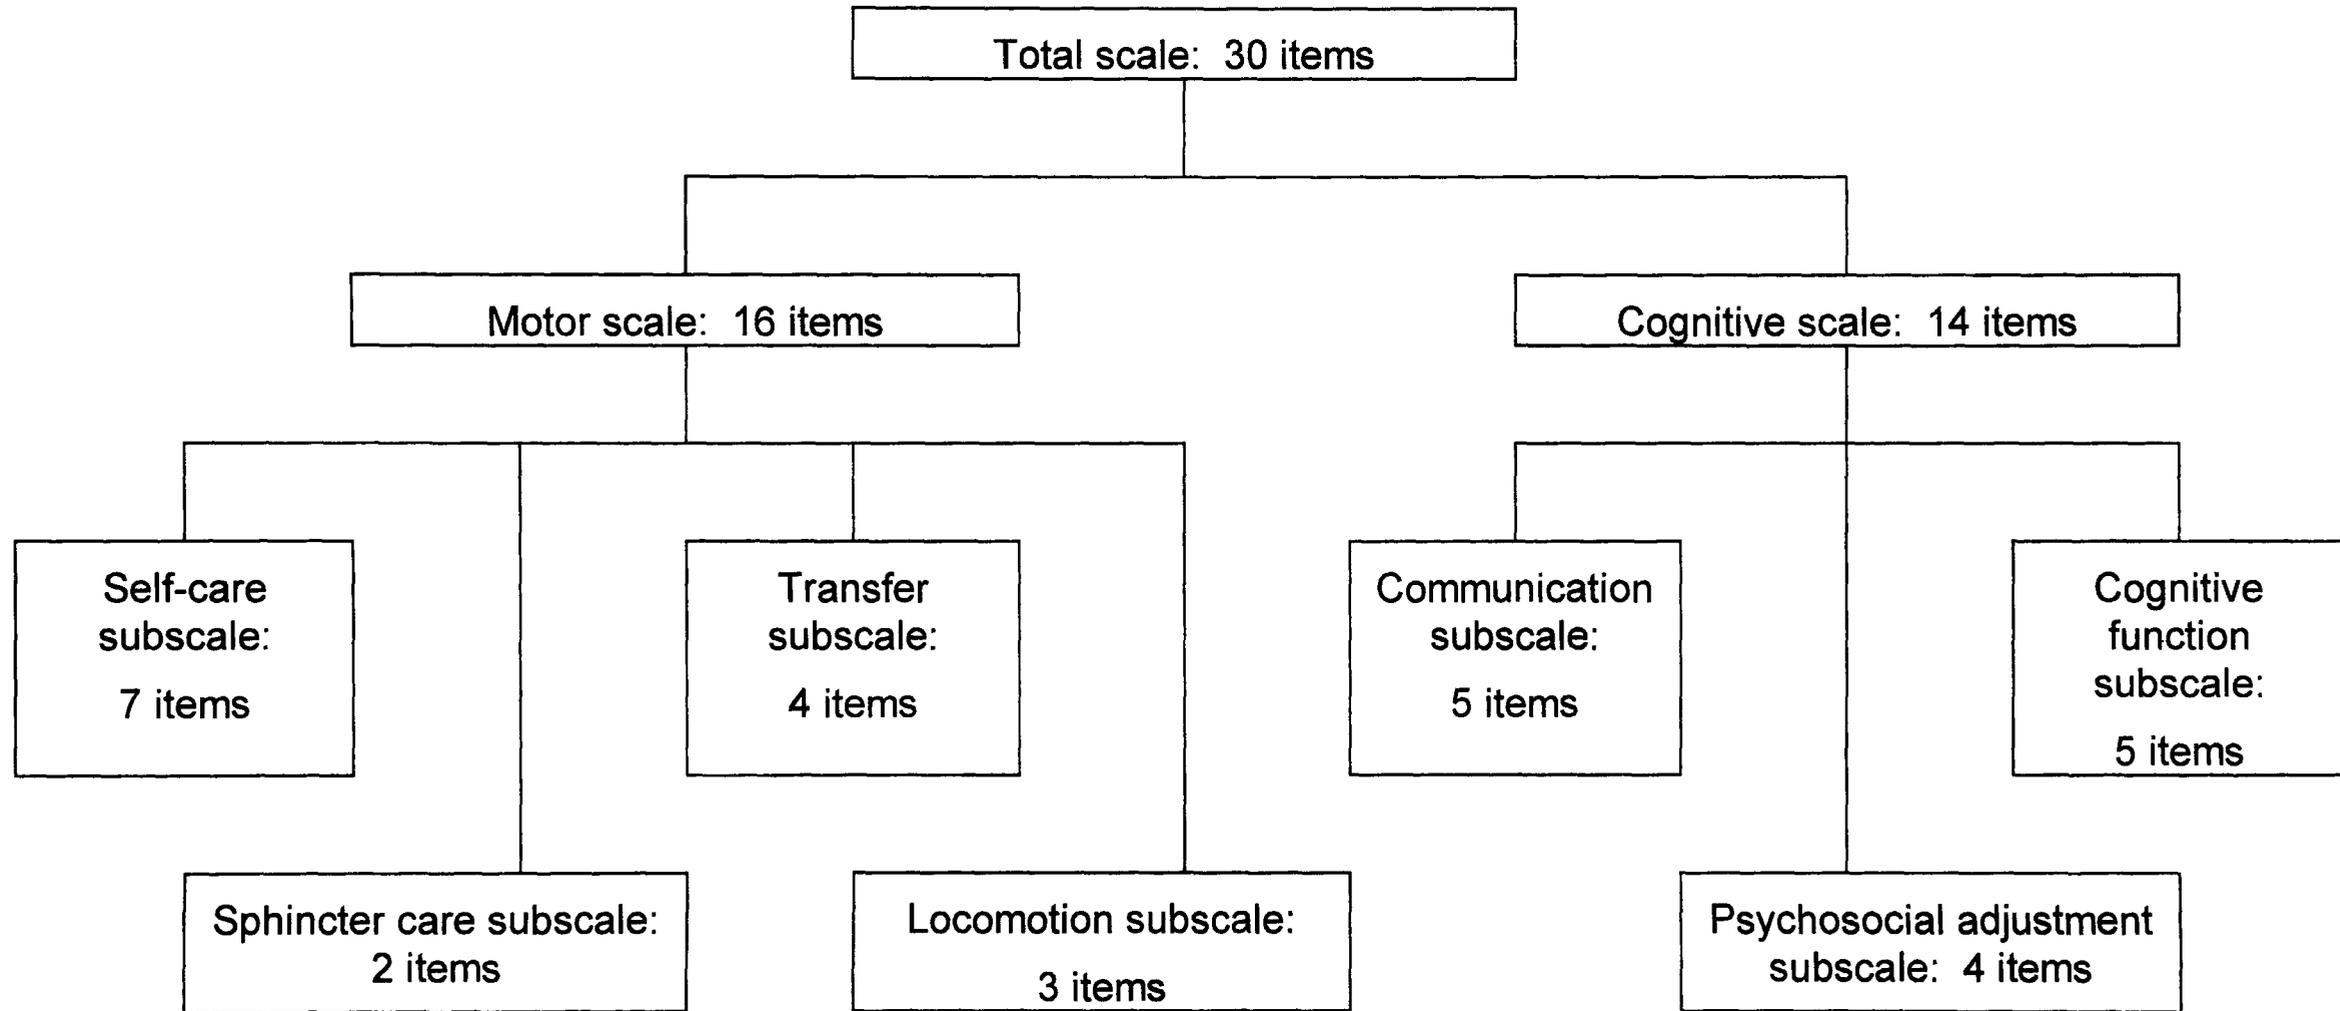 Total scale: 30 items
Motor scale: 16 items
Cognitive scale: 14 items
Self-care
subscale:
7 items
Transfer
subscale:
4 items
Communication
subscale:
5 items
Cognitive
function
subscale:
5 items
Sphincter care subscale:
2 items
Locomotion subscale:
3 items
Psychosocial adjustment
subscale: 4 items